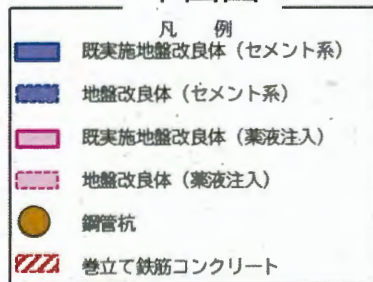 凡 例
既実施地盤改良体（セメント系）
地盤改良体（セメント系）
既実施地盤改良体（薬液注入）
地盤改良体（薬液注入）
鋼管杭
巻立て鉄筋コンクリート